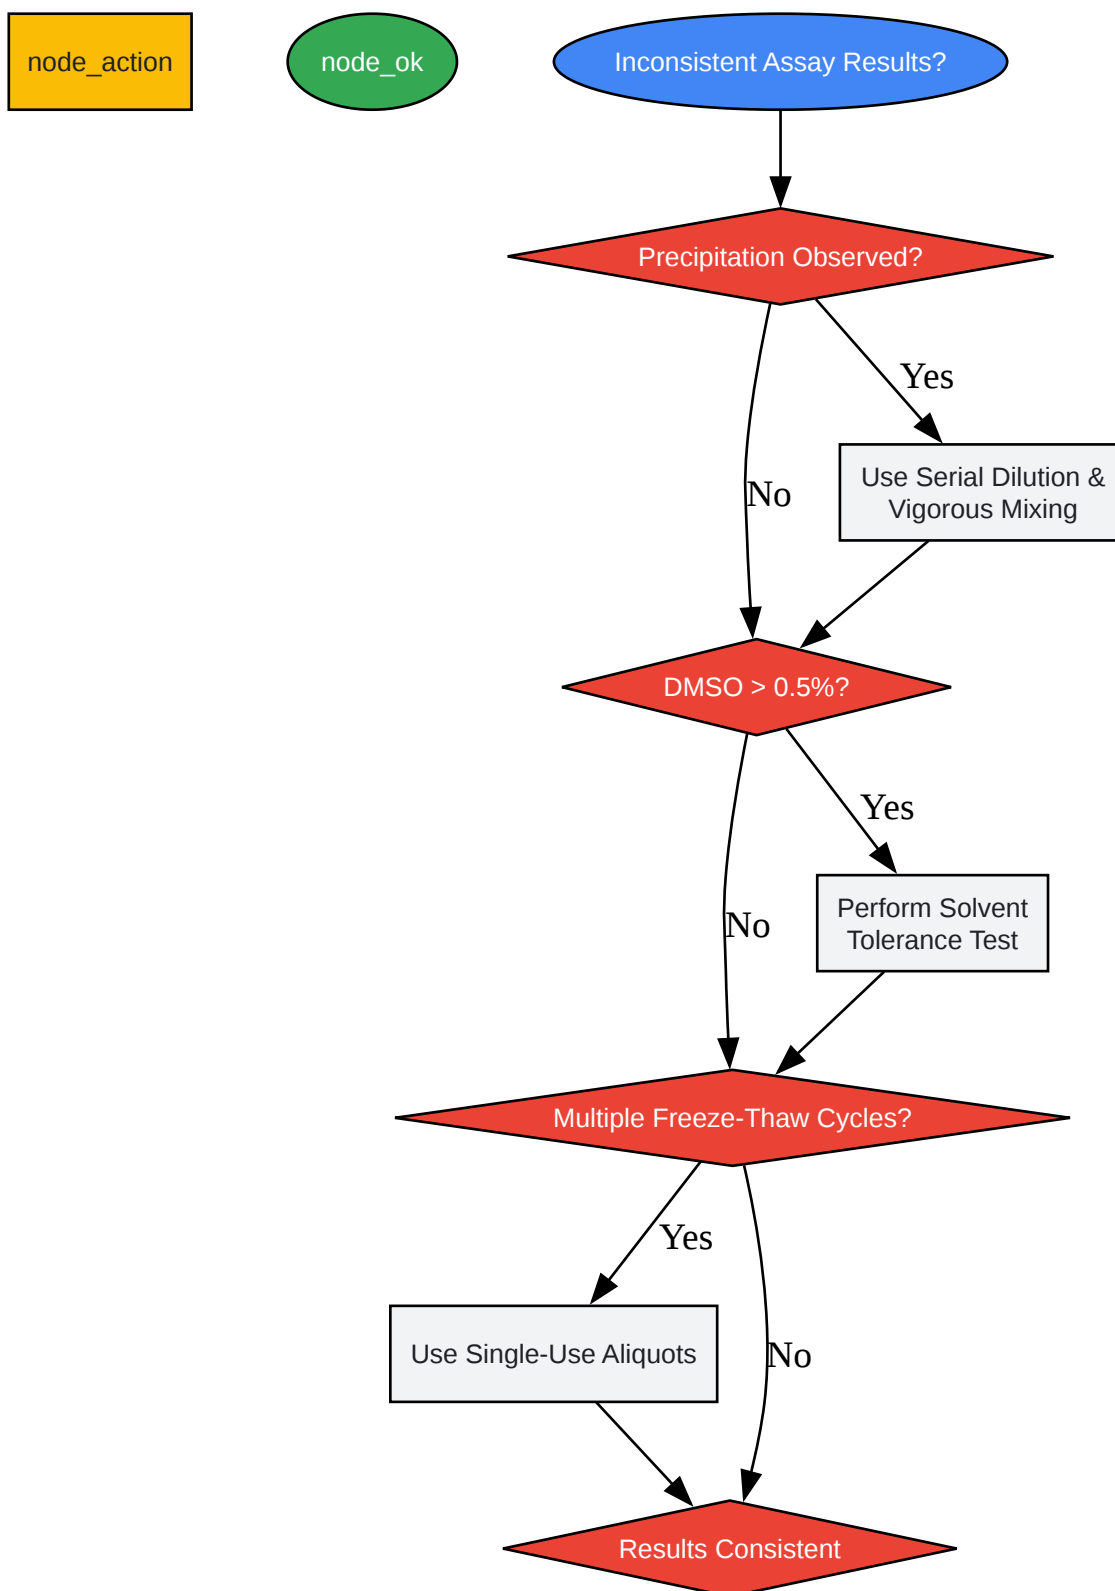 node_action
node_ok
Inconsistent Assay Results?
Precipitation Observed?
Yes
Use Serial Dilution &
Vigorous Mixing
No
DMSO > 0.5%?
Yes
Perform Solvent
Tolerance Test
No
Multiple Freeze-Thaw Cycles?
Yes
Use Single-Use Aliquots
No
Results Consistent